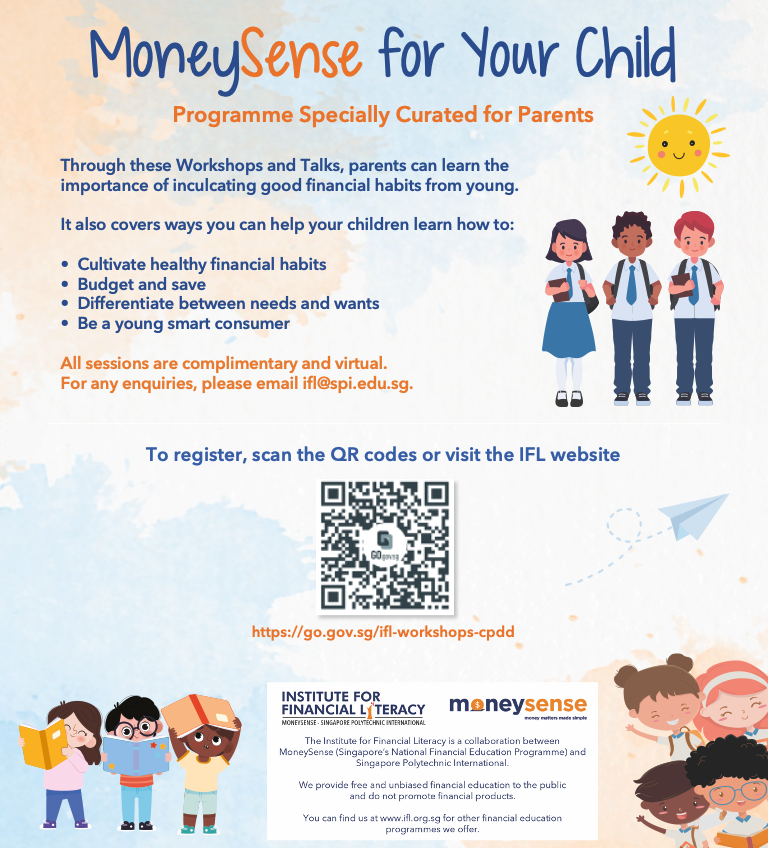 MoneySense for Your Child
Programme Specially Curated for Parents
Through these Workshops and Talks, parents can learn the
importance of inculcating good financial habits from young.
It also covers ways you can help your children learn how to:
• Cultivate healthy financial habits
• Budget and save
• Differentiate between needs and wants
• Be a young smart consumer
All sessions are complimentary and virtual.
For any enquiries, please email ifl@spi.edu.sg.
To register, scan the QR codes or visit the IFL website
GOgov.sg
https://go.gov.sg/ifl-workshops-cpdd
INSTITUTE FOR
FINANCIAL LITERACY
MONEYSENSE - SINGAPORE POLYTECHNIC INTERNATIONAL
moneysense
money matters made simple
The Institute for Financial Literacy is a collaboration between
MoneySense (Singapore's National Financial Education Programme) and
Singapore Polytechnic International.
We provide free and unbiased financial education to the public
and do not promote financial products.
You can find us at www.ifl.org.sg for other financial education
programmes we offer.